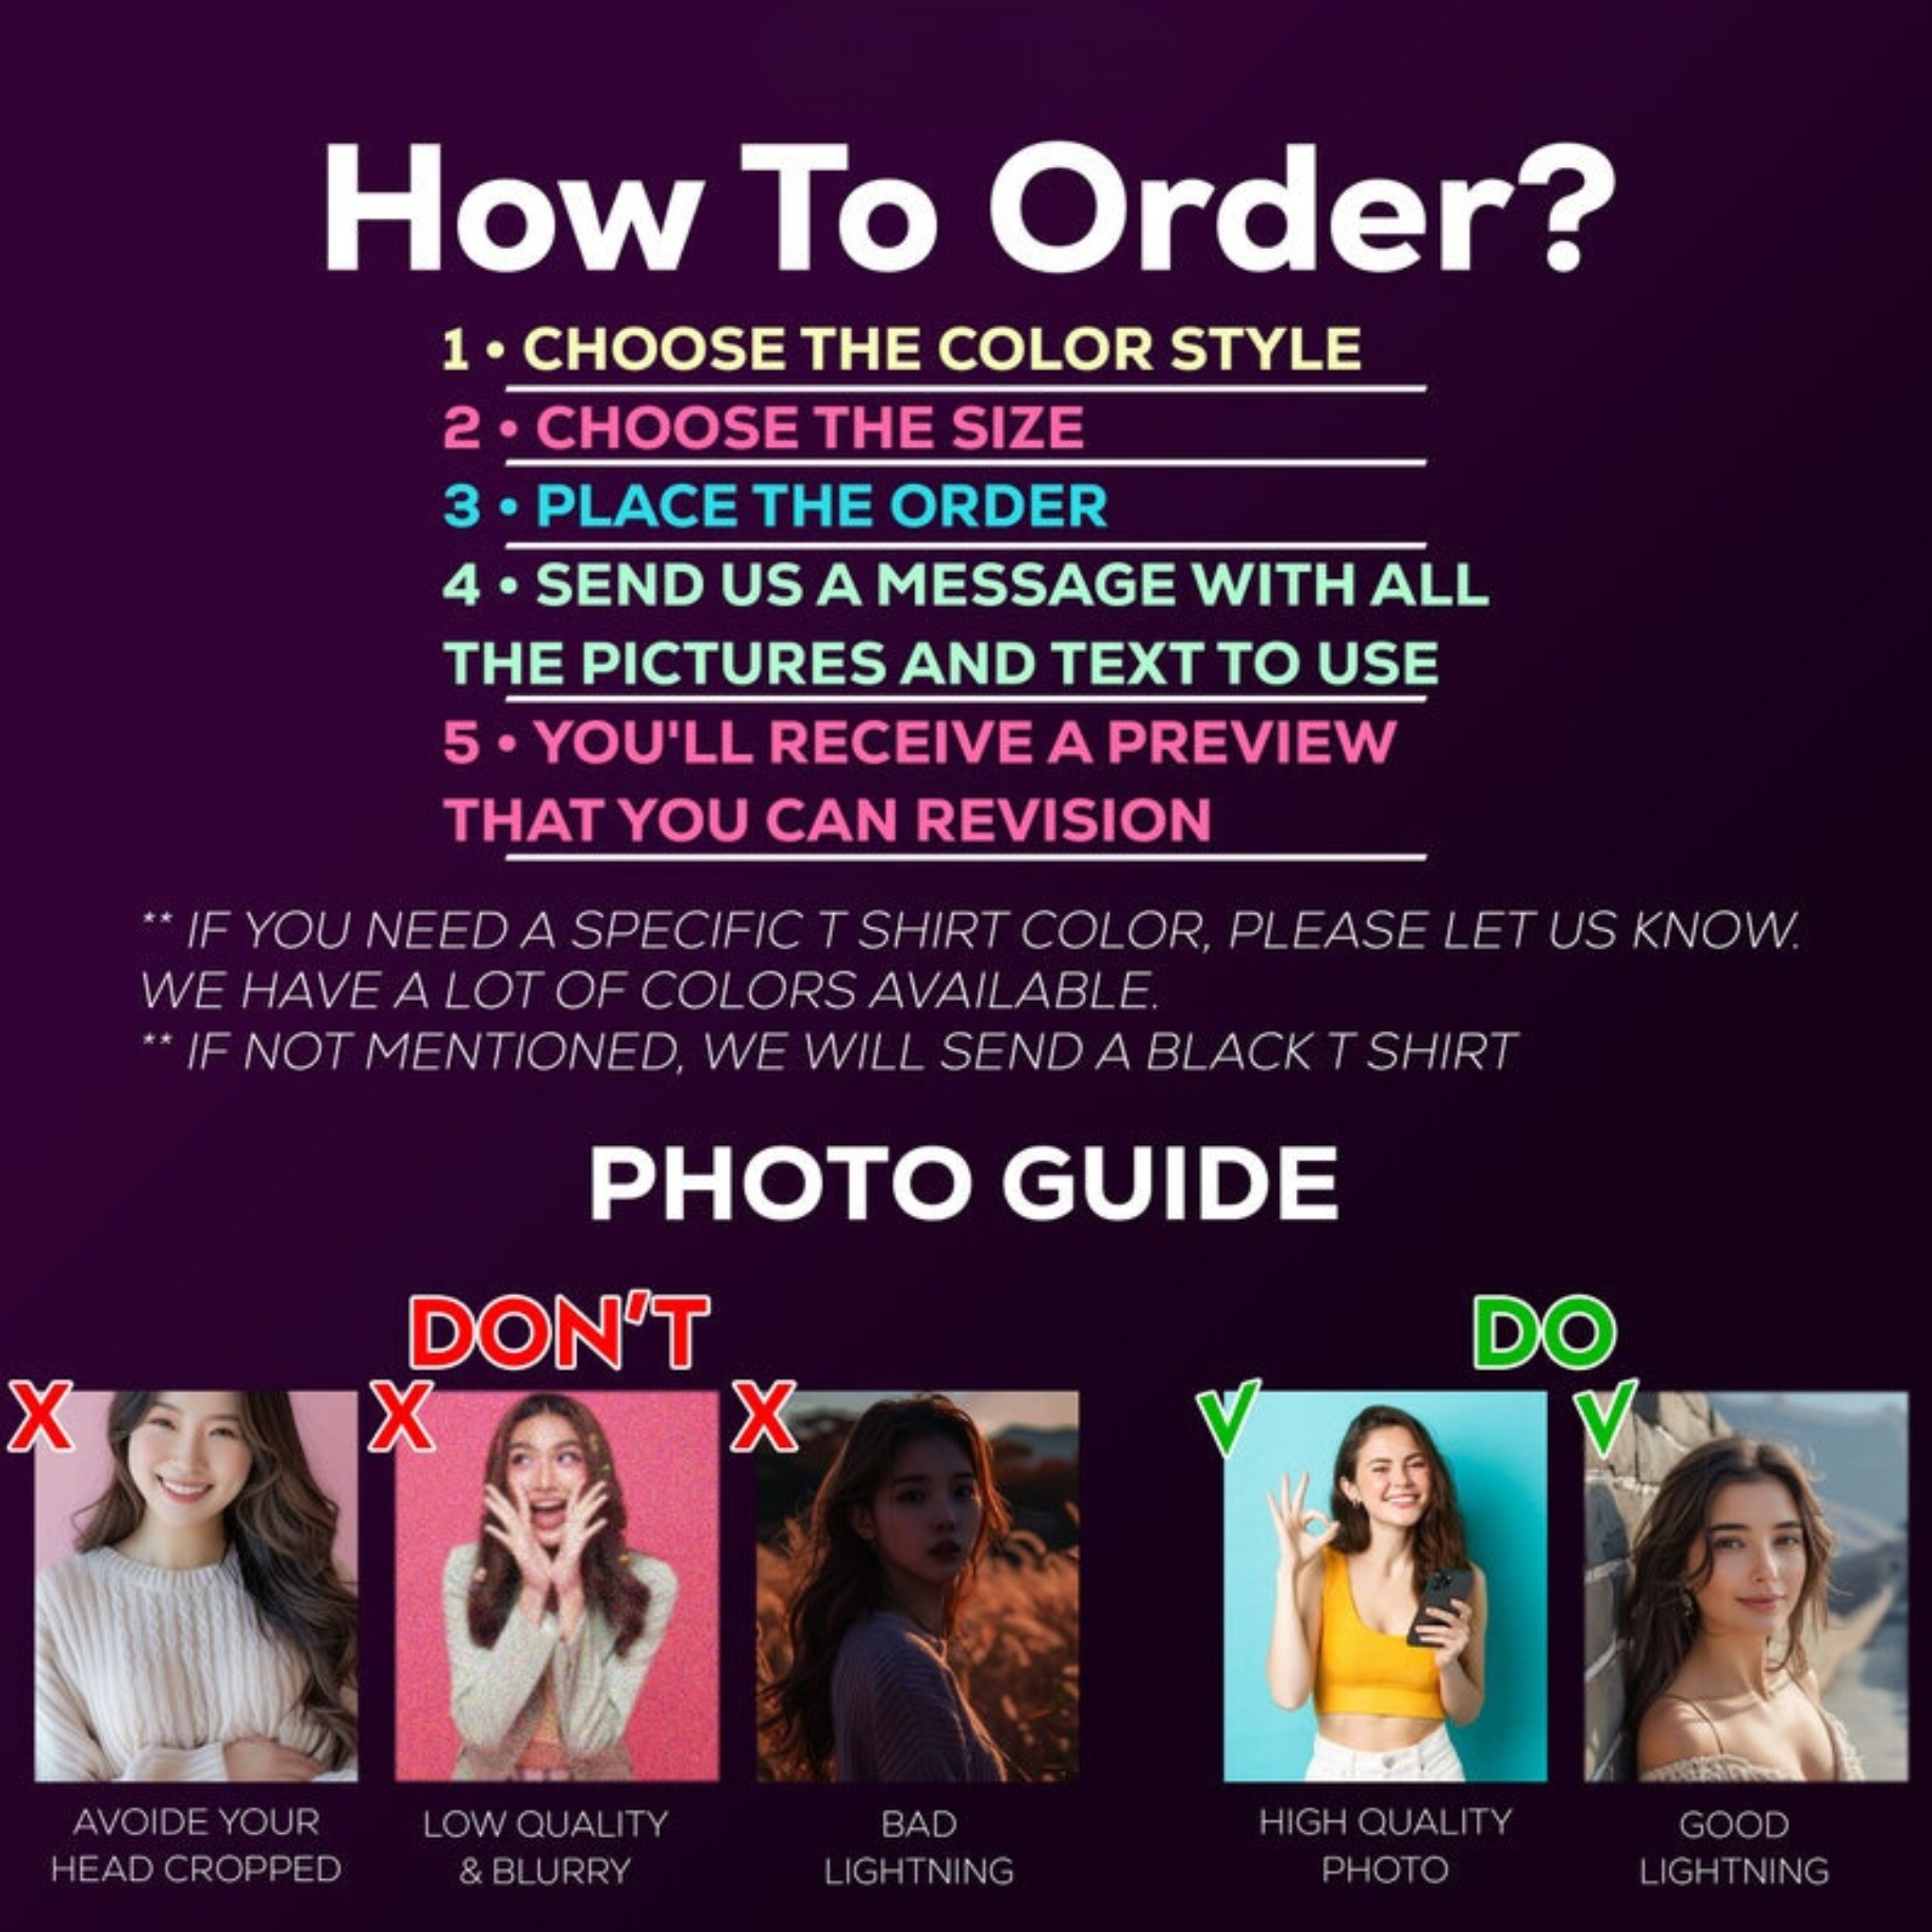 How To Order?
1 • CHOOSE THE COLOR STYLE
2 • CHOOSE THE SIZE
3 • PLACE THE ORDER
4 • SEND US A MESSAGE WITH ALL
THE PICTURES AND TEXT TO USE
5 • YOU'LL RECEIVE A PREVIEW
THAT YOU CAN REVISION
** IF YOU NEED A SPECIFIC T SHIRT COLOR, PLEASE LET US KNOW.
WE HAVE A LOT OF COLORS AVAILABLE.
** IF NOT MENTIONED, WE WILL SEND A BLACK T SHIRT
PHOTO GUIDE
DON'T
X
X
X
AVOIDE YOUR
HEAD CROPPED
LOW QUALITY
& BLURRY
BAD
LIGHTNING
DO
HIGH QUALITY
PHOTO
GOOD
LIGHTNING